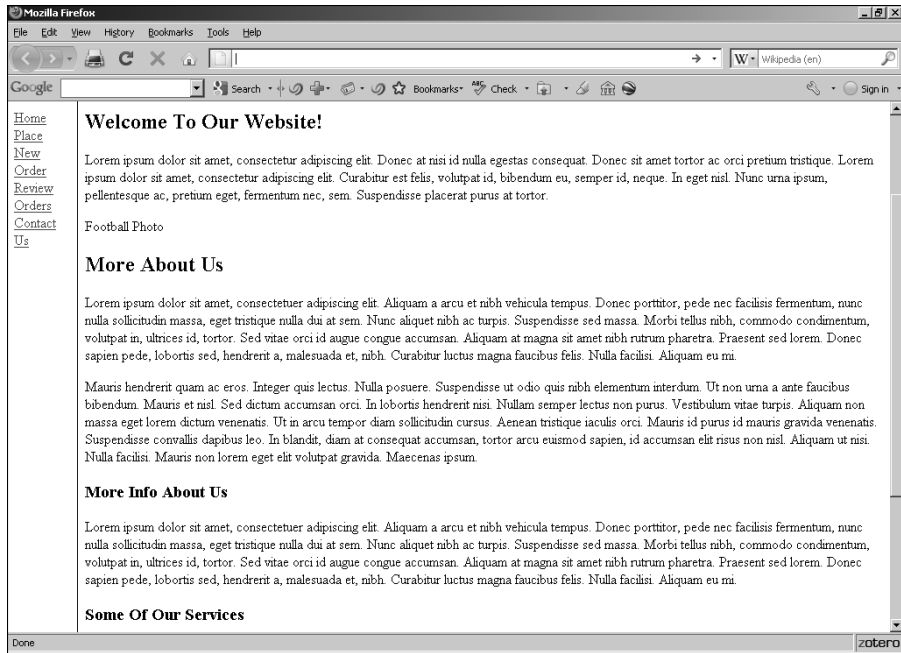 Mozilla Firefox
File Edit View History Bookmarks Tools Help
W Wikipedia (en)
Google Search Bookmarks ABC Check Sign in
Home
Place
New
Order
Review
Orders
Contact
Us
Welcome To Our Website!
Lorem ipsum dolor sit amet, consectetur adipiscing elit. Donec at nisi id nulla egestas consequat. Donec sit amet tortor ac orci pretium tristique. Lorem
ipsum dolor sit amet, consectetur adipiscing elit. Curabitur est felis, volutpat id, bibendum eu, semper id, neque. In eget nisl. Nunc urna ipsum,
pellentesque ac, pretium eget, fermentum nec, sem. Suspendisse placerat purus at tortor.
Football Photo
More About Us
Lorem ipsum dolor sit amet, consectetuer adipiscing elit. Aliquam a arcu et nibh vehicula tempus. Donec porttitor, pede nec facilisis fermentum, nunc
nulla sollicitudin massa, eget tristique nulla dui at sem. Nunc aliquet nibh ac turpis. Suspendisse sed massa. Morbi tellus nibh, commodo condimentum,
volutpat in, ultrices id, tortor. Sed vitae orci id augue congue accumsan. Aliquam at magna sit amet nibh rutrum pharetra. Praesent sed lorem. Donec
sapien pede, lobortis sed, hendrerit a, malesuada et, nibh. Curabitur luctus magna faucibus felis. Nulla facilisi. Aliquam eu mi.
Mauris hendrerit quam ac eros. Integer quis lectus. Nulla posuere. Suspendisse ut odio quis nibh elementum interdum. Ut non urna a ante faucibus
bibendum. Mauris et nisl. Sed dictum accumsan orci. In lobortis hendrerit nisi. Nullam semper lectus non purus. Vestibulum vitae turpis. Aliquam non
massa eget lorem dictum venenatis. Ut in arcu tempor diam sollicitudin cursus. Aenean tristique iaculis orci. Mauris id purus id mauris gravida venenatis.
Suspendisse convallis dapibus leo. In blandit, diam at consequat accumsan, tortor arcu euismod sapien, id accumsan elit risus non nisl. Aliquam ut nisi.
Nulla facilisi. Mauris non lorem eget elit volutpat gravida. Maecenas ipsum.
More Info About Us
Lorem ipsum dolor sit amet, consectetuer adipiscing elit. Aliquam a arcu et nibh vehicula tempus. Donec porttitor, pede nec facilisis fermentum, nunc
nulla sollicitudin massa, eget tristique nulla dui at sem. Nunc aliquet nibh ac turpis. Suspendisse sed massa. Morbi tellus nibh, commodo condimentum,
volutpat in, ultrices id, tortor. Sed vitae orci id augue congue accumsan. Aliquam at magna sit amet nibh rutrum pharetra. Praesent sed lorem. Donec
sapien pede, lobortis sed, hendrerit a, malesuada et, nibh. Curabitur luctus magna faucibus felis. Nulla facilisi. Aliquam eu mi.
Some Of Our Services
Done zotero